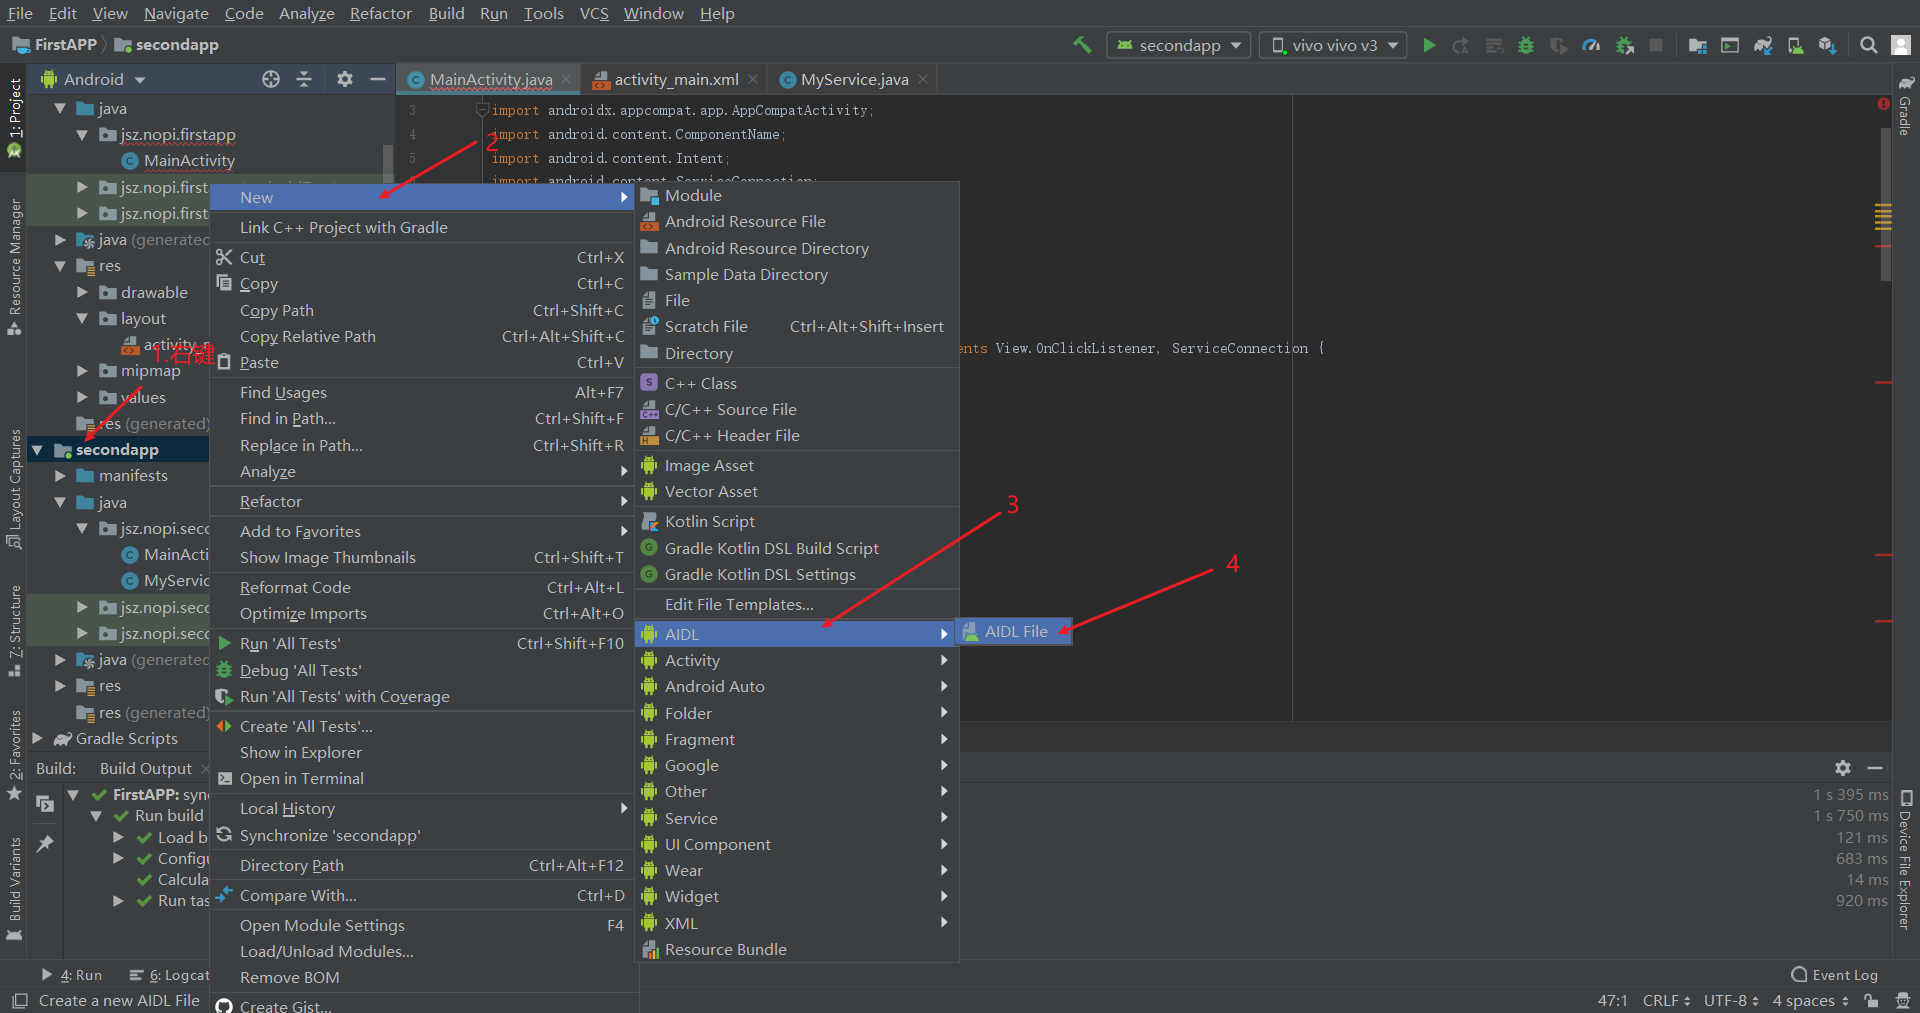 File Edit View Navigate Code Analyze Refactor Build Run Tools VCS Window Help
FirstAPP secondapp
secondapp
vivo vivo v3
Android
MainActivity.java
activity_main.xml
MyService.java
1: Project
Resource Manager
Layout Captures
7: Structure
2: Favorites
Build Variants
Gradle
Device File Explorer
java
jsz.nopi.firstapp
MainActivity
jsz.nopi.first
jsz.nopi.first
java (generated
res
drawable
layout
activity_
1.右键
mipmap
values
res (generated)
secondapp
manifests
java
jsz.nopi.seco
MainActi
MyServic
jsz.nopi.seco
jsz.nopi.seco
java (generated
res
res (generated)
Gradle Scripts
3 import androidx.appcompat.app.AppCompatActivity;
4 import android.content.ComponentName;
5 import android.content.Intent;
import android.content.ServiceConnection;
ents View.OnClickListener, ServiceConnection {
2
3
4
New
Link C++ Project with Gradle
Cut Ctrl+X
Copy Ctrl+C
Copy Path Ctrl+Shift+C
Copy Relative Path Ctrl+Alt+Shift+C
Paste Ctrl+V
Find Usages Alt+F7
Find in Path... Ctrl+Shift+F
Replace in Path... Ctrl+Shift+R
Analyze
Refactor
Add to Favorites
Show Image Thumbnails Ctrl+Shift+T
Reformat Code Ctrl+Alt+L
Optimize Imports Ctrl+Alt+O
Run 'All Tests' Ctrl+Shift+F10
Debug 'All Tests'
Run 'All Tests' with Coverage
Create 'All Tests'...
Show in Explorer
Open in Terminal
Local History
Synchronize 'secondapp'
Directory Path Ctrl+Alt+F12
Compare With... Ctrl+D
Open Module Settings F4
Load/Unload Modules...
Remove BOM
Create Gist...
Module
Android Resource File
Android Resource Directory
Sample Data Directory
File
Scratch File Ctrl+Alt+Shift+Insert
Directory
C++ Class
C/C++ Source File
C/C++ Header File
Image Asset
Vector Asset
Kotlin Script
Gradle Kotlin DSL Build Script
Gradle Kotlin DSL Settings
Edit File Templates...
AIDL
Activity
Android Auto
Folder
Fragment
Google
Other
Service
UI Component
Wear
Widget
XML
Resource Bundle
AIDL File
Build: Build Output
FirstAPP: syn 1 s 395 ms
Run build 1 s 750 ms
Load b 121 ms
Configu 683 ms
Calcula 14 ms
Run tas 920 ms
4: Run 6: Logcat
Event Log
Create a new AIDL File
47:1 CRLF UTF-8 4 spaces